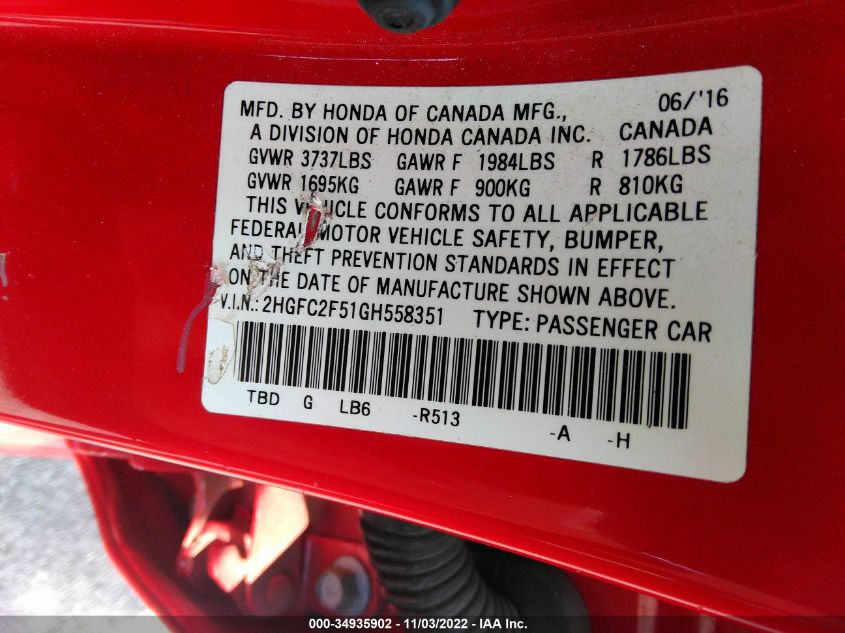 MFD. BY HONDA OF CANADA MFG., 06/'16
A DIVISION OF HONDA CANADA INC. CANADA
GVWR 3737LBS GAWR F 1984LBS R 1786LBS
GVWR 1695KG GAWR F 900KG R 810KG
THIS VEHICLE CONFORMS TO ALL APPLICABLE
FEDERAL MOTOR VEHICLE SAFETY, BUMPER,
AND THEFT PREVENTION STANDARDS IN EFFECT
ON THE DATE OF MANUFACTURE SHOWN ABOVE.
V.I.N.: 2HGFC2F51GH558351 TYPE: PASSENGER CAR
TBD G LB6 -R513 -A -H
000-34935902 - 11/03/2022 - IAA Inc.